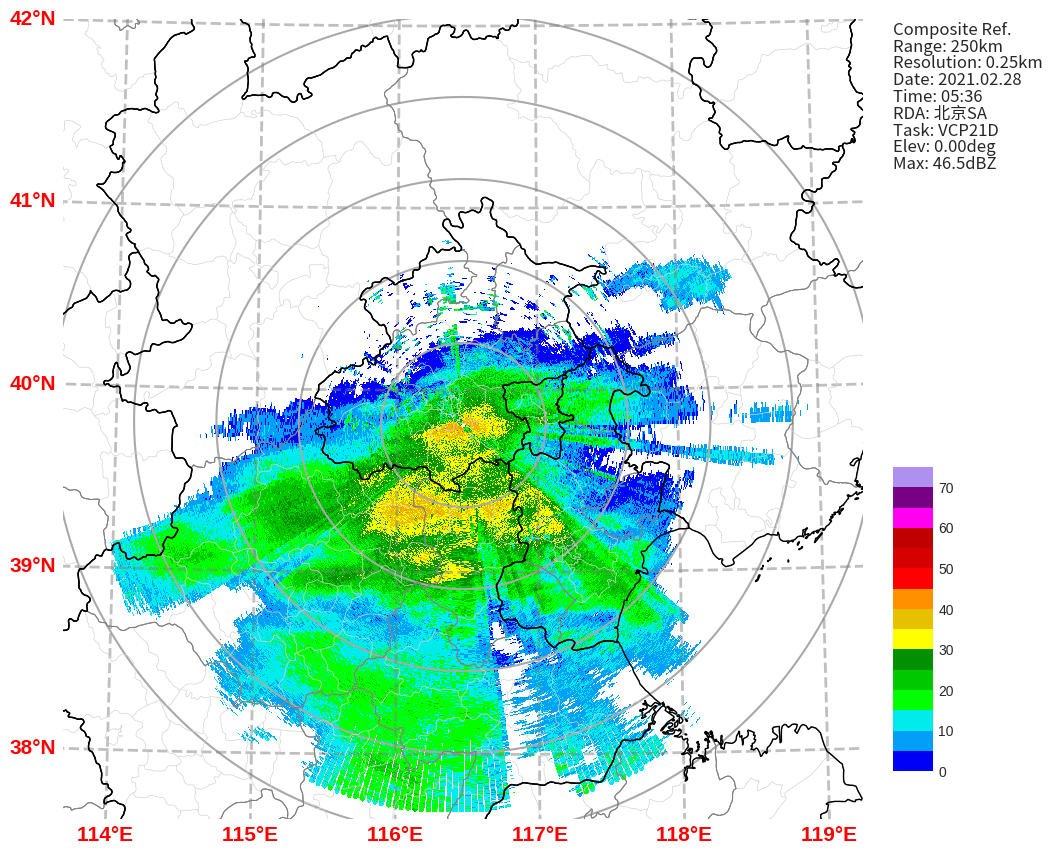 42°N
41°N
40°N
39°N
38°N
114°E 115°E 116°E 117°E 118°E 119°E
Composite Ref.
Range: 250km
Resolution: 0.25km
Date: 2021.02.28
Time: 05:36
RDA: 北京SA
Task: VCP21D
Elev: 0.00deg
Max: 46.5dBZ
70
60
50
40
30
20
10
0